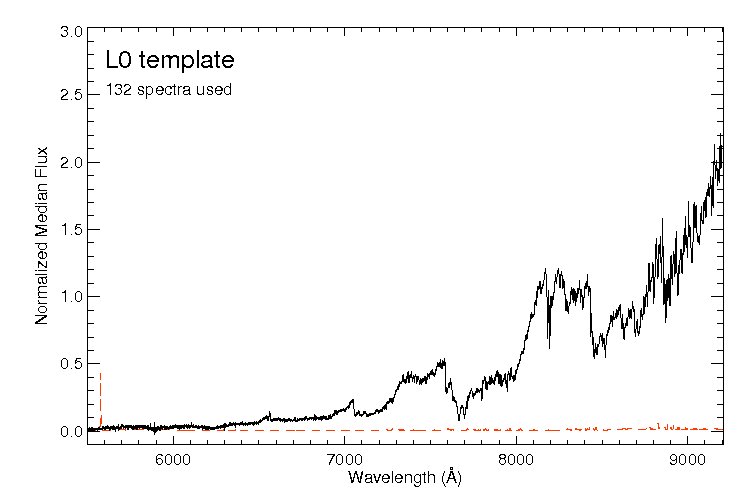 L0 template
132 spectra used
3.0
2.5
2.0
1.5
1.0
0.5
0.0
Normalized Median Flux
6000 7000 8000 9000
Wavelength (Å)